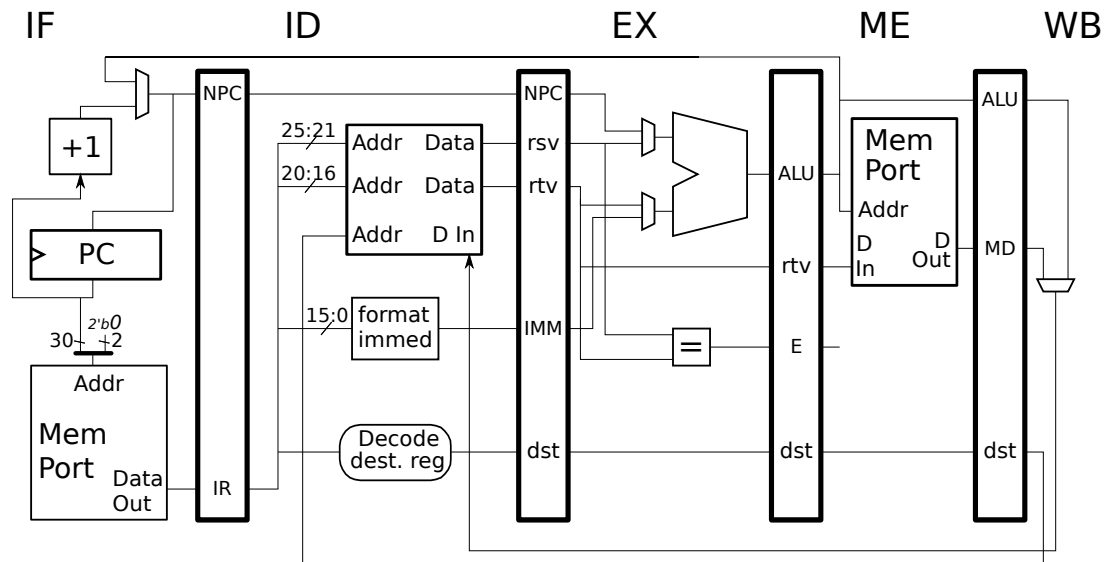 IF ID EX ME WB
NPC NPC ALU
+1
25:21 Addr Data rsv
20:16 Addr Data rtv
Addr D In
ALU
Mem
Port
Addr
D
In
D
Out
PC
rtv
MD
2'b0
30 2
15:0 format
immed
IMM
=
E
Addr
Mem
Port
Data
Out
IR
Decode
dest. reg
dst dst dst